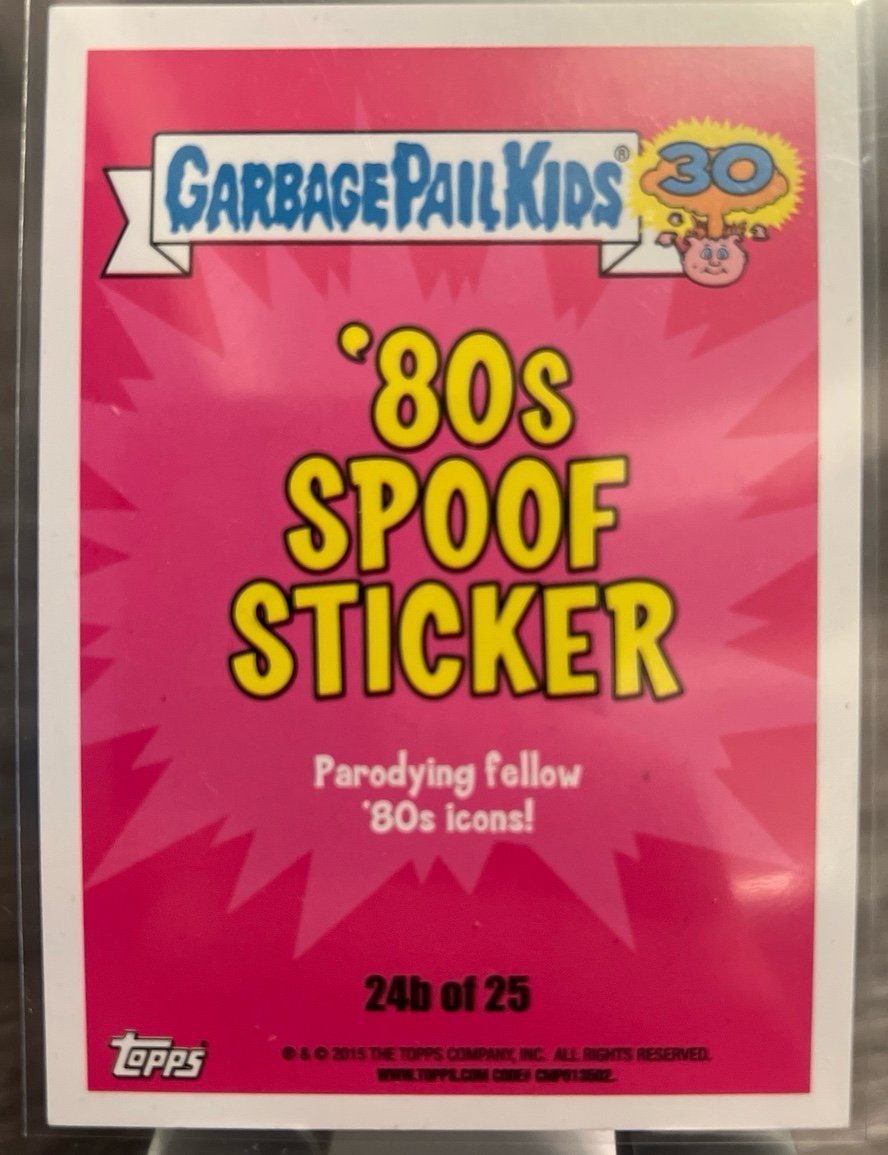 GARBAGE PAIL KIDS®
30
'80s
SPOOF
STICKER
Parodying fellow
'80s icons!
24b of 25
topps
® & © 2015 THE TOPPS COMPANY, INC. ALL RIGHTS RESERVED.
WWW.TOPPS.COM CODE#